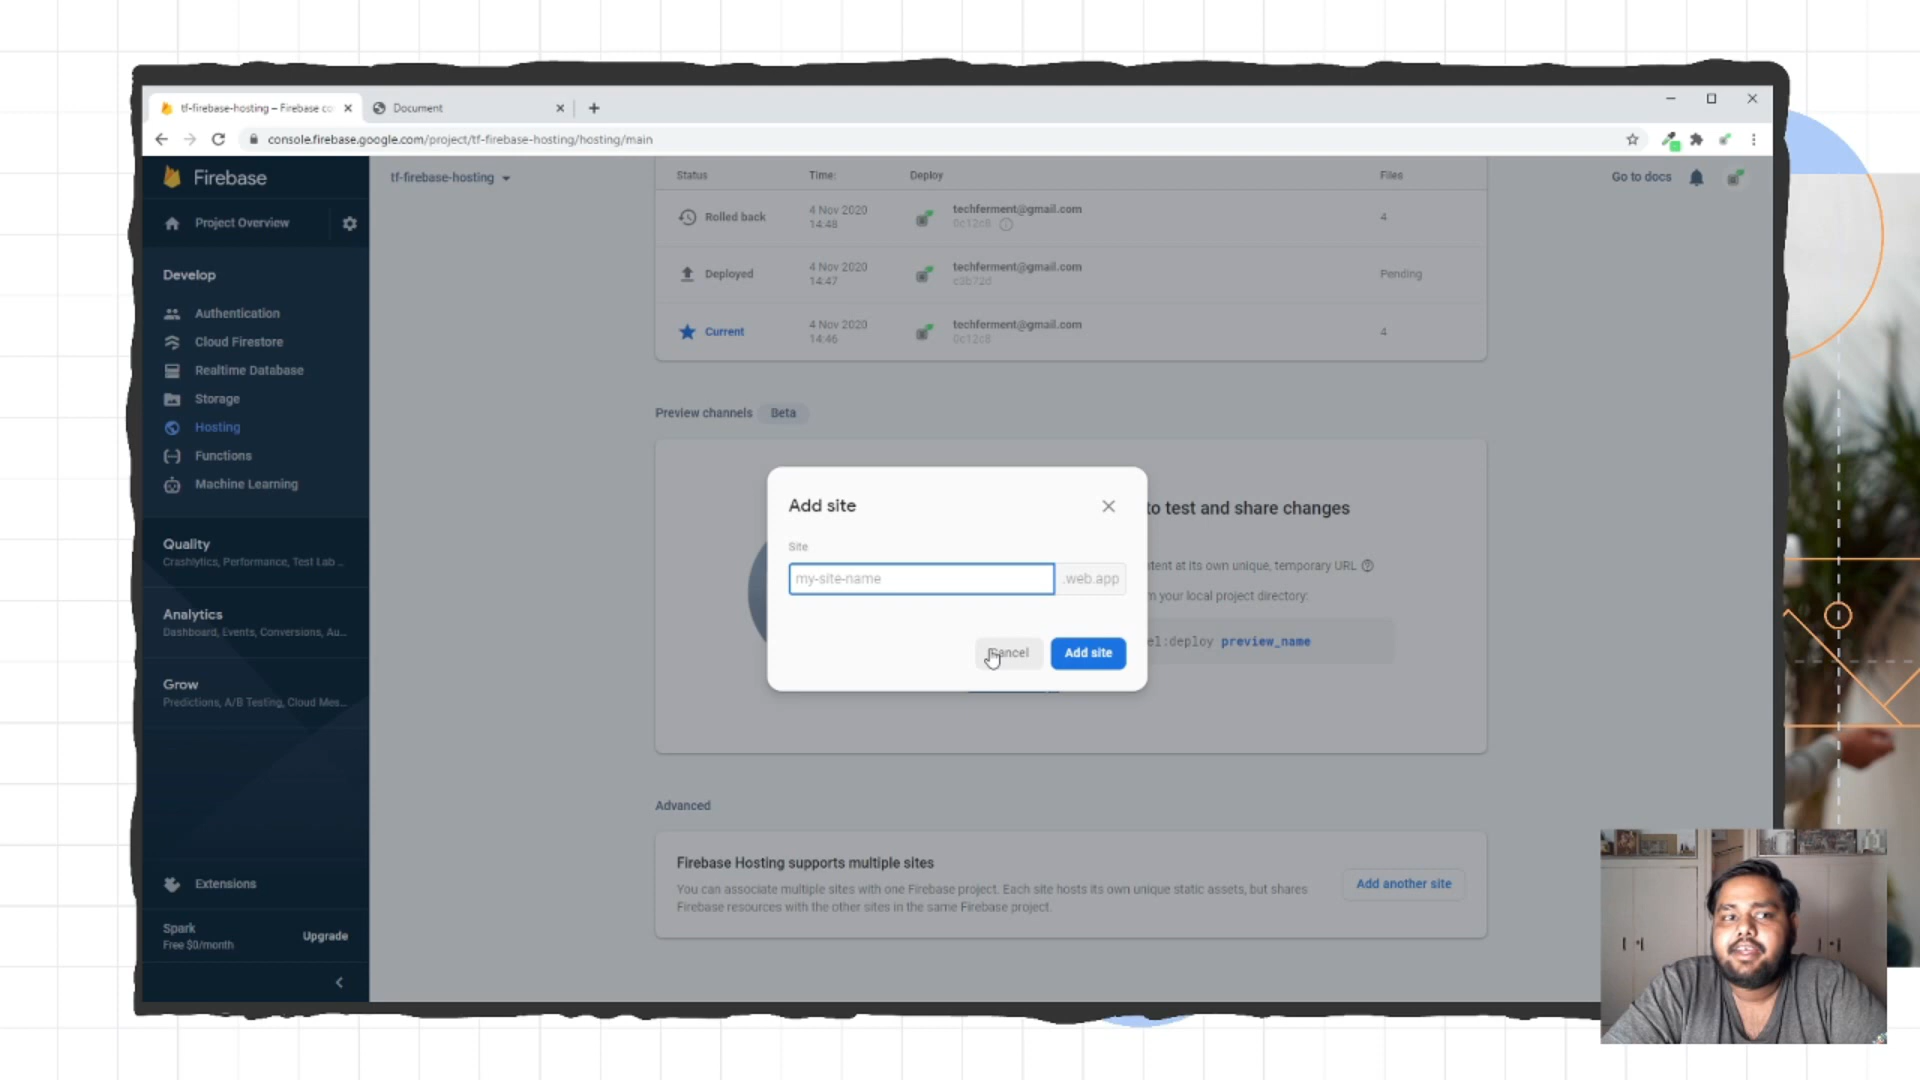 tf-firebase-hosting – Firebase co
Document
console.firebase.google.com/project/tf-firebase-hosting/hosting/main
Firebase
tf-firebase-hosting
Go to docs
Project Overview
Develop
Authentication
Cloud Firestore
Realtime Database
Storage
Hosting
Functions
Machine Learning
Quality
Crashlytics, Performance, Test Lab ...
Analytics
Dashboard, Events, Conversions, Au...
Grow
Predictions, A/B Testing, Cloud Mes...
Extensions
Spark
Free $0/month
Upgrade
Status Time: Deploy Files
Rolled back 4 Nov 2020 techferment@gmail.com 4
14:48 0c12c8
Deployed 4 Nov 2020 techferment@gmail.com Pending
14:47 c3b72d
Current 4 Nov 2020 techferment@gmail.com 4
14:46 0c12c8
Preview channels Beta
to test and share changes
at its own unique, temporary URL
your local project directory:
:deploy preview_name
Add site
Site
my-site-name .web.app
Add site
Advanced
Firebase Hosting supports multiple sites
You can associate multiple sites with one Firebase project. Each site hosts its own unique static assets, but shares
Firebase resources with the other sites in the same Firebase project.
Add another site